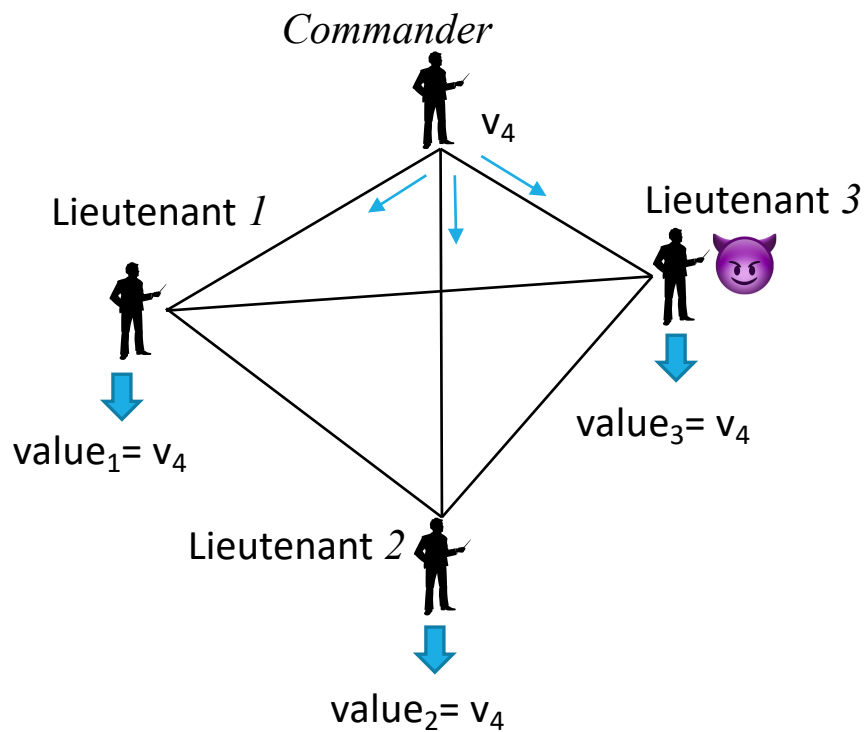 Commander
v₄
Lieutenant 1
Lieutenant 3
value₁= v₄
value₃= v₄
Lieutenant 2
value₂= v₄